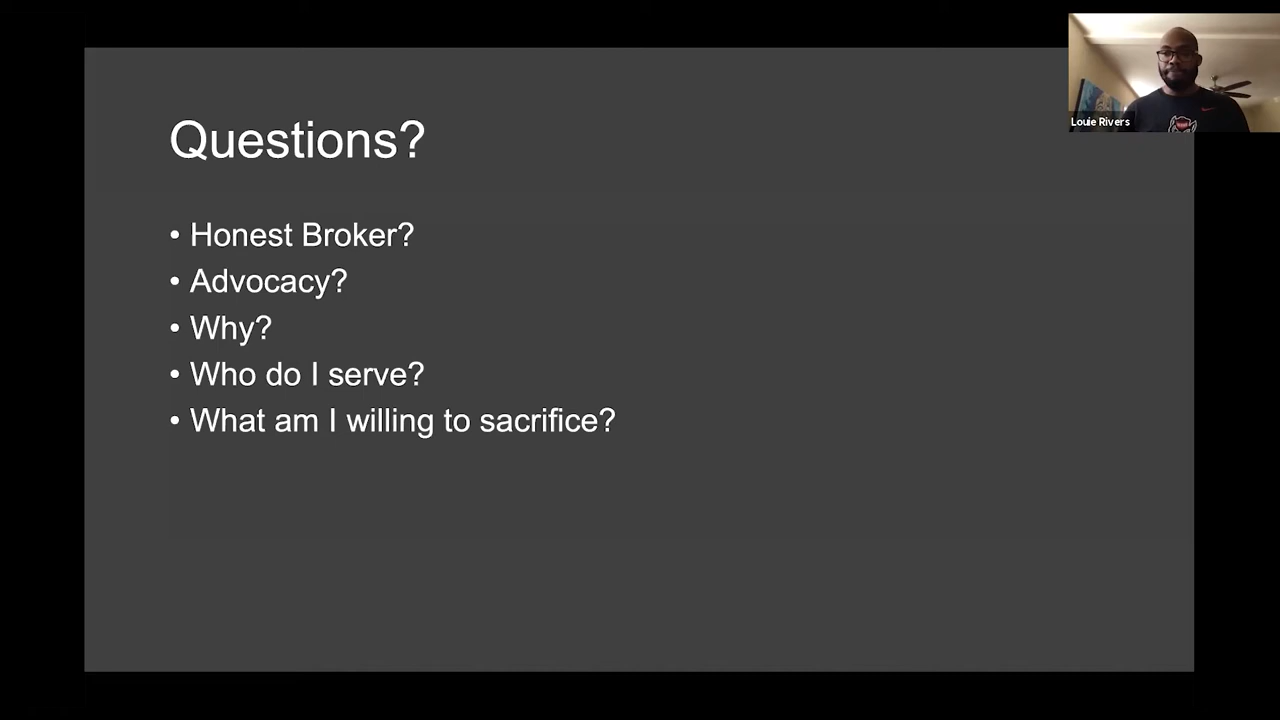 Questions?
• Honest Broker?
• Advocacy?
• Why?
• Who do I serve?
• What am I willing to sacrifice?
Louie Rivers